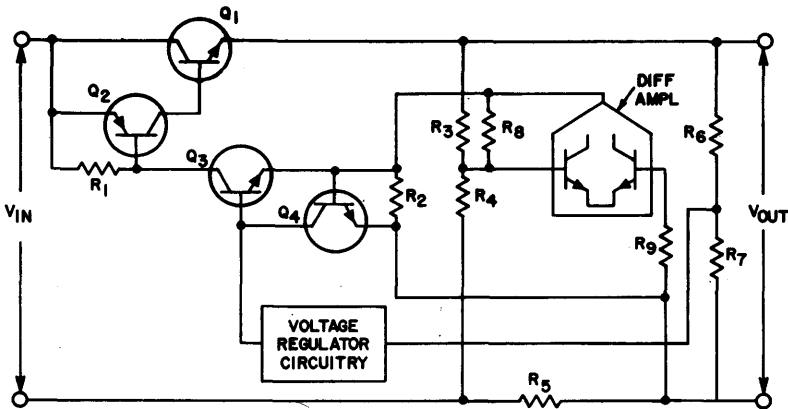 Q1
Q2
DIFF
AMPL
R3
R8
R6
Q3
R1
R2
R4
VIN
Q4
VOUT
R9
R7
VOLTAGE
REGULATOR
CIRCUITRY
R5